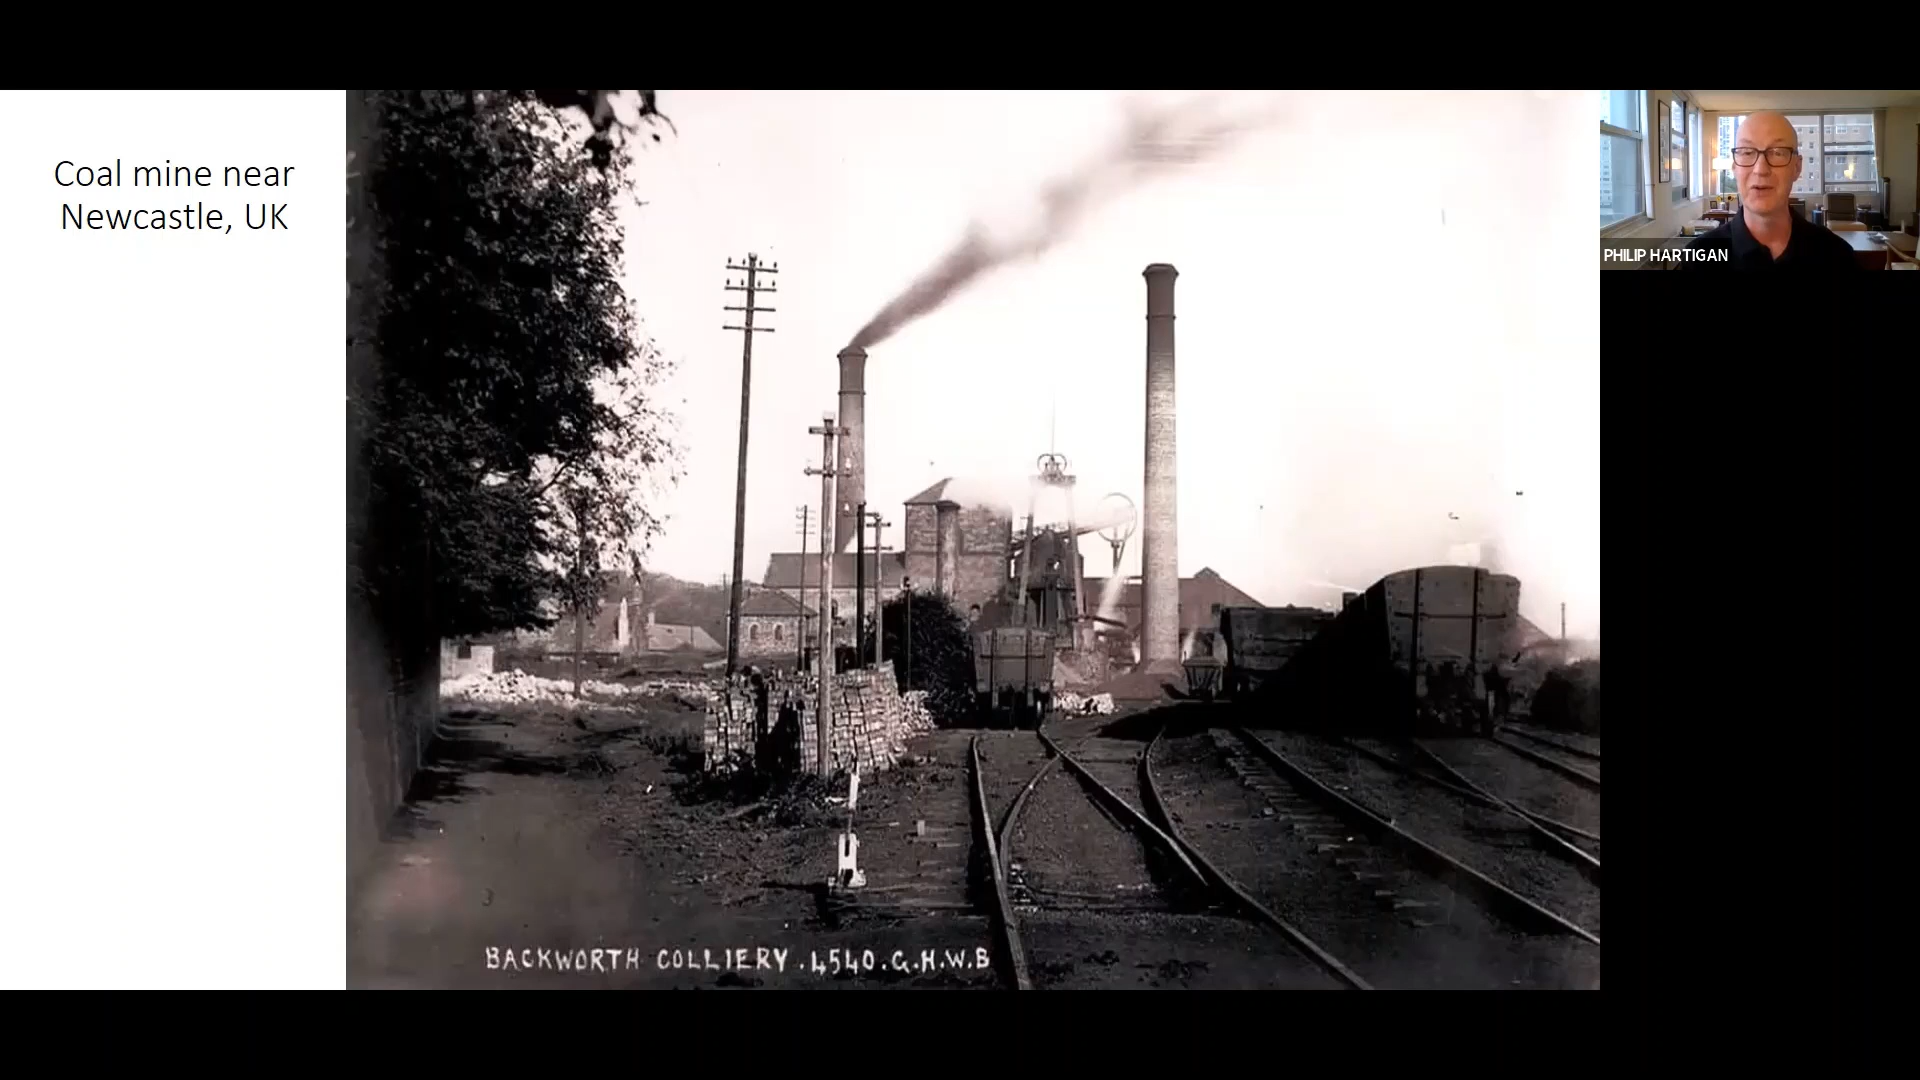 Coal mine near
Newcastle, UK
PHILIP HARTIGAN
BACKWORTH COLLIERY.4540.G.H.W.B